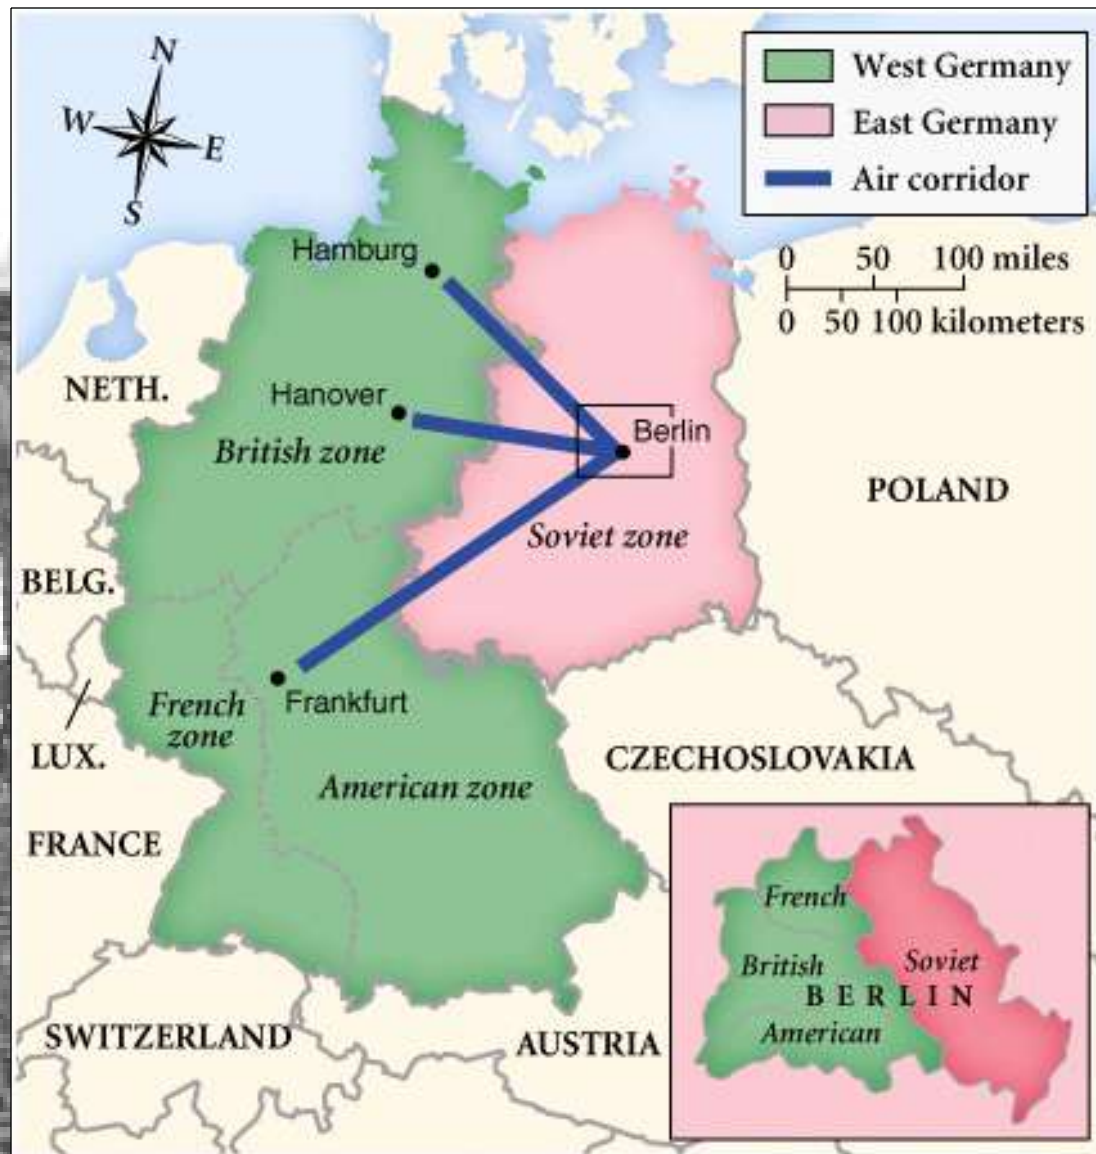 N
W
E
S
West Germany
East Germany
Air corridor
0 50 100 miles
0 50 100 kilometers
Hamburg
Hanover
British zone
Berlin
Soviet zone
NETH.
POLAND
BELG.
French
zone
Frankfurt
LUX.
American zone
CZECHOSLOVAKIA
FRANCE
SWITZERLAND
AUSTRIA
French
British
Soviet
BERLIN
American